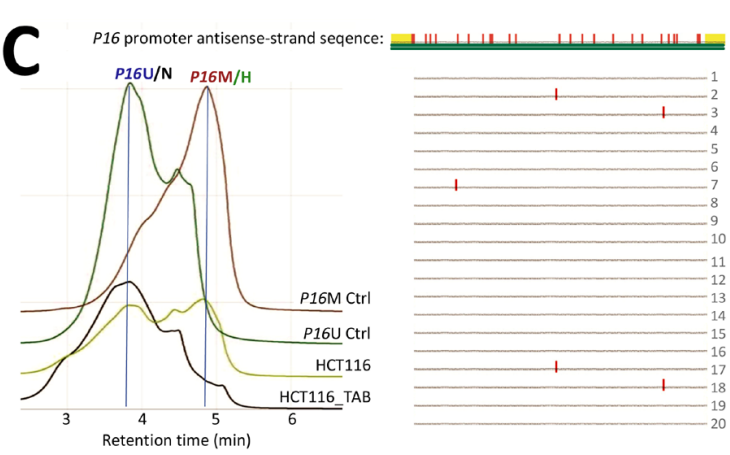 C
P16 promoter antisense-strand seqence:
P16U/N P16M/H
P16M Ctrl
P16U Ctrl
HCT116
HCT116_TAB
3 4 5 6
Retention time (min)
1
2
3
4
5
6
7
8
9
10
11
12
13
14
15
16
17
18
19
20